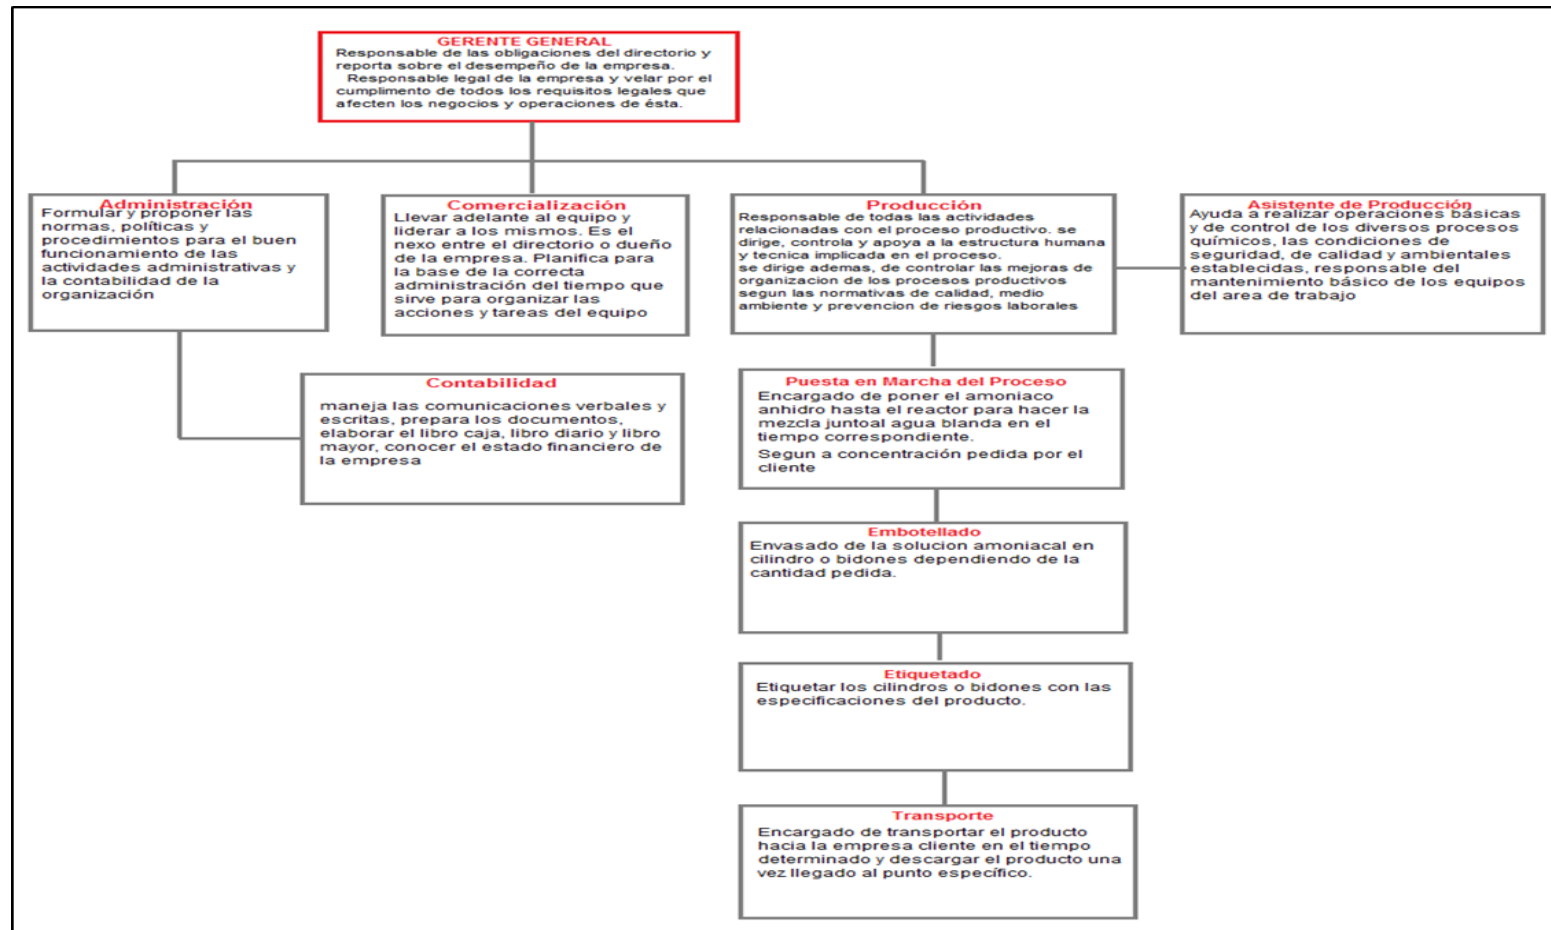 GERENTE GENERAL
Responsable de las obligaciones del directorio y
reporta sobre el desempeño de la empresa.
Responsable legal de la empresa y velar por el
cumplimento de todos los requisitos legales que
afecten los negocios y operaciones de ésta.
Administración
Formular y proponer las
normas, políticas y
procedimientos para el buen
funcionamiento de las
actividades administrativas y
la contabilidad de la
organización
Comercialización
Llevar adelante al equipo y
liderar a los mismos. Es el
nexo entre el directorio o dueño
de la empresa. Planifica para
la base de la correcta
administración del tiempo que
sirve para organizar las
acciones y tareas del equipo
Producción
Responsable de todas las actividades
relacionadas con el proceso productivo. se
dirige, controla y apoya a la estructura humana
y tecnica implicada en el proceso.
se dirige ademas, de controlar las mejoras de
organizacion de los procesos productivos
segun las normativas de calidad, medio
ambiente y prevencion de riesgos laborales
Asistente de Producción
Ayuda a realizar operaciones básicas
y de control de los diversos procesos
químicos, las condiciones de
seguridad, de calidad y ambientales
establecidas, responsable del
mantenimiento básico de los equipos
del area de trabajo
Contabilidad
maneja las comunicaciones verbales y
escritas, prepara los documentos,
elaborar el libro caja, libro diario y libro
mayor, conocer el estado financiero de
la empresa
Puesta en Marcha del Proceso
Encargado de poner el amoniaco
anhidro hasta el reactor para hacer la
mezcla juntoal agua blanda en el
tiempo correspondiente.
Segun a concentración pedida por el
cliente
Embotellado
Envasado de la solucion amoniacal en
cilindro o bidones dependiendo de la
cantidad pedida.
Etiquetado
Etiquetar los cilindros o bidones con las
especificaciones del producto.
Transporte
Encargado de transportar el producto
hacia la empresa cliente en el tiempo
determinado y descargar el producto una
vez llegado al punto específico.